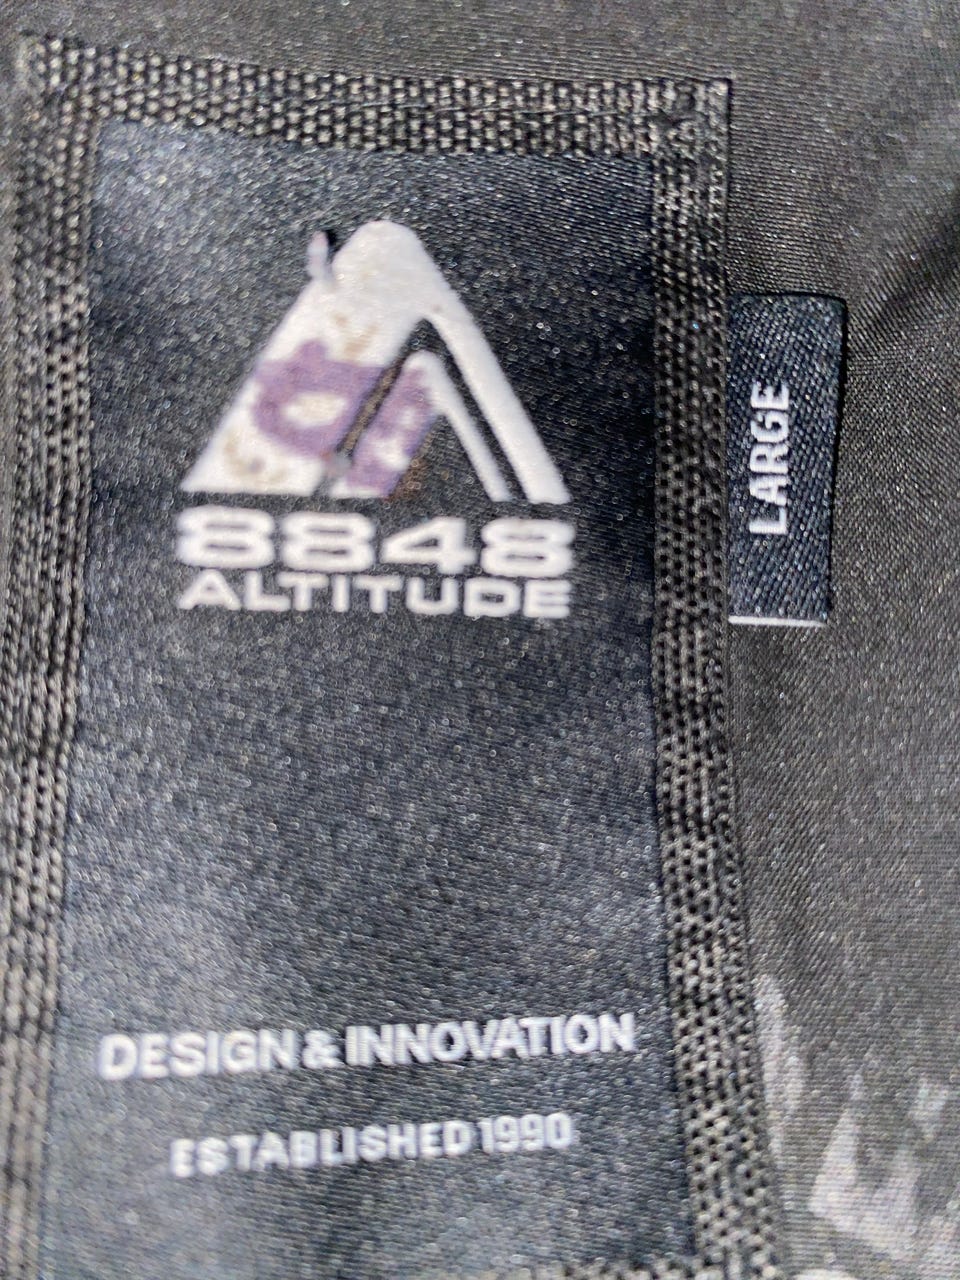 8848
ALTITUDE
LARGE
DESIGN & INNOVATION
ESTABLISHED 1990